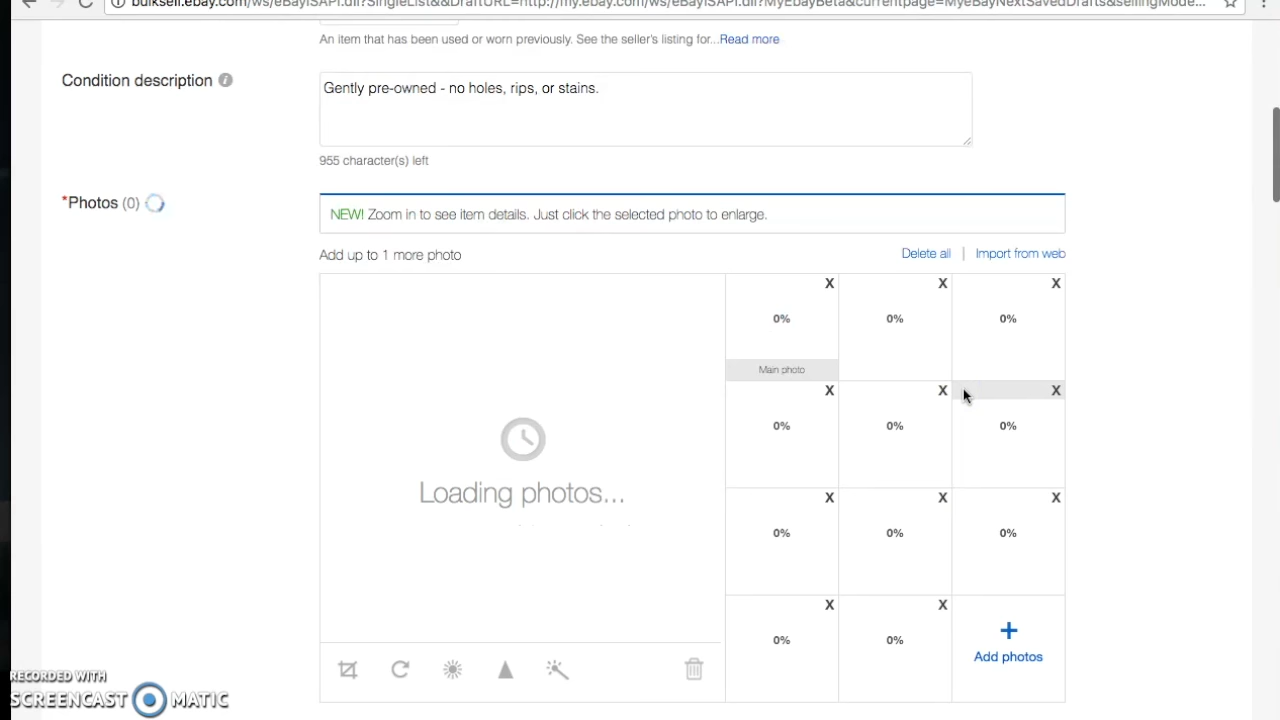 bulksell.ebay.com/ws/eBayISAPI.dll?SingleList&&DraftURL=http://my.ebay.com/ws/eBayISAPI.dll?MyEbayBeta&currentpage=MyeBayNextSavedDrafts&sellingMode...
An item that has been used or worn previously. See the seller's listing for...Read more
Condition description
Gently pre-owned - no holes, rips, or stains.
955 character(s) left
*Photos (0)
NEW! Zoom in to see item details. Just click the selected photo to enlarge.
Add up to 1 more photo
Delete all | Import from web
X X X
0% 0% 0%
Main photo
X X X
0% 0% 0%
Loading photos...
X X X
0% 0% 0%
X X
0% 0%
+
Add photos
RECORDED WITH
SCREENCAST MATIC